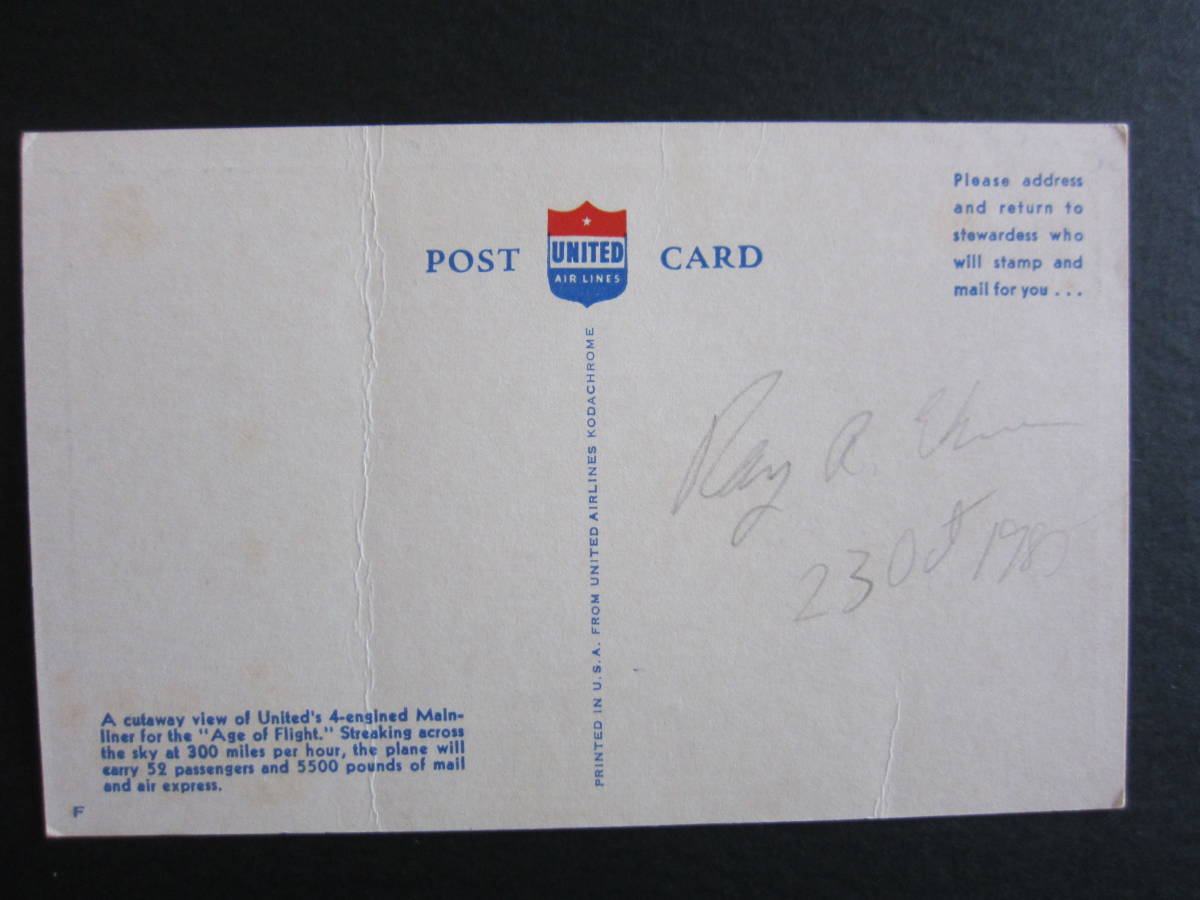 POST CARD
UNITED
AIR LINES
Please address
and return to
stewardess who
will stamp and
mail for you . . .
PRINTED IN U.S.A. FROM UNITED AIRLINES KODACHROME
Ray R.
23 Oct
A cutaway view of United's 4-engined Main-
liner for the "Age of Flight." Streaking across
the sky at 300 miles per hour, the plane will
carry 52 passengers and 5500 pounds of mail
and air express.
F